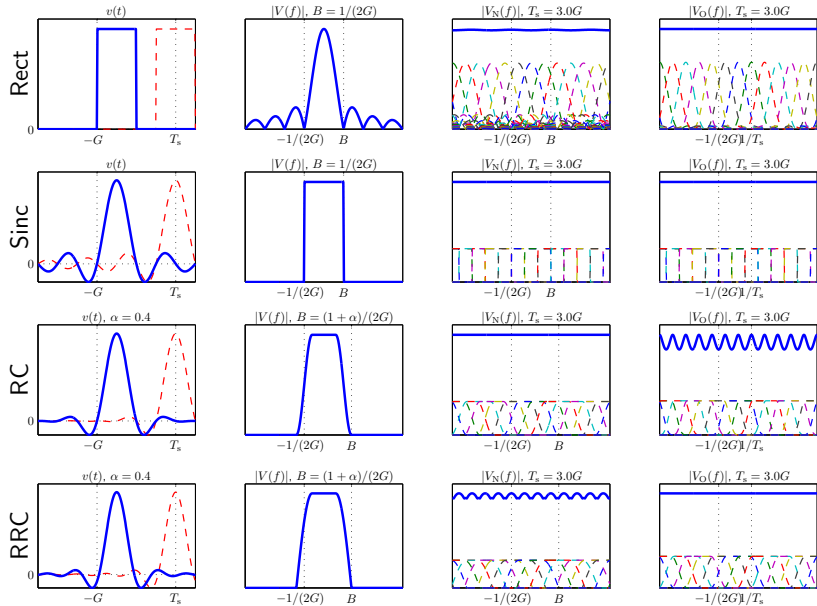 v(t)
|V(f)|, B = 1/(2G)
|V_N(f)|, T_s = 3.0G
|V_O(f)|, T_s = 3.0G
Rect
0
−G
T_s
−1/(2G)
B
−1/(2G)
B
−1/(2G)1/T_s
v(t)
|V(f)|, B = 1/(2G)
|V_N(f)|, T_s = 3.0G
|V_O(f)|, T_s = 3.0G
Sinc
0
−G
T_s
−1/(2G)
B
−1/(2G)
B
−1/(2G)1/T_s
v(t), α = 0.4
|V(f)|, B = (1 + α)/(2G)
|V_N(f)|, T_s = 3.0G
|V_O(f)|, T_s = 3.0G
RC
0
−G
T_s
−1/(2G)
B
−1/(2G)
B
−1/(2G)1/T_s
v(t), α = 0.4
|V(f)|, B = (1 + α)/(2G)
|V_N(f)|, T_s = 3.0G
|V_O(f)|, T_s = 3.0G
RRC
0
−G
T_s
−1/(2G)
B
−1/(2G)
B
−1/(2G)1/T_s